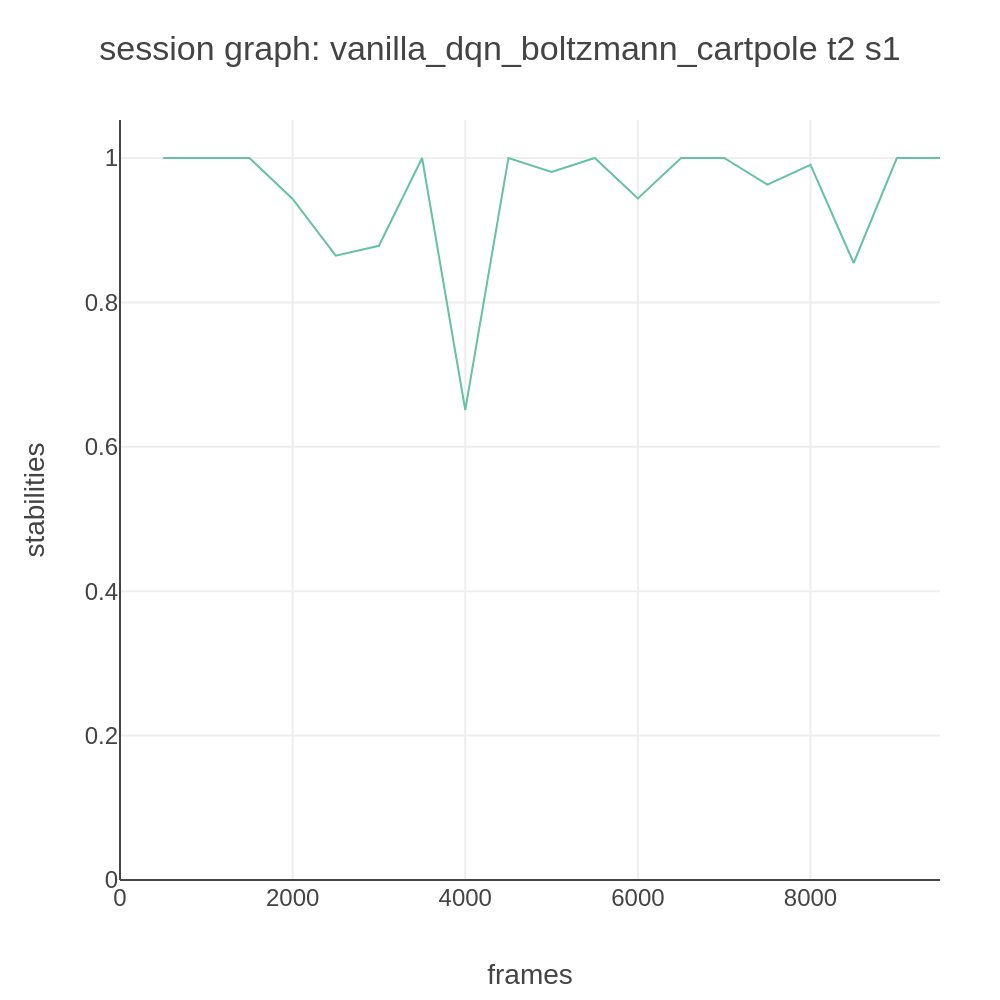 session graph: vanilla_dqn_boltzmann_cartpole t2 s1
1
0.8
0.6
0.4
0.2
0
stabilities
0 2000 4000 6000 8000
frames